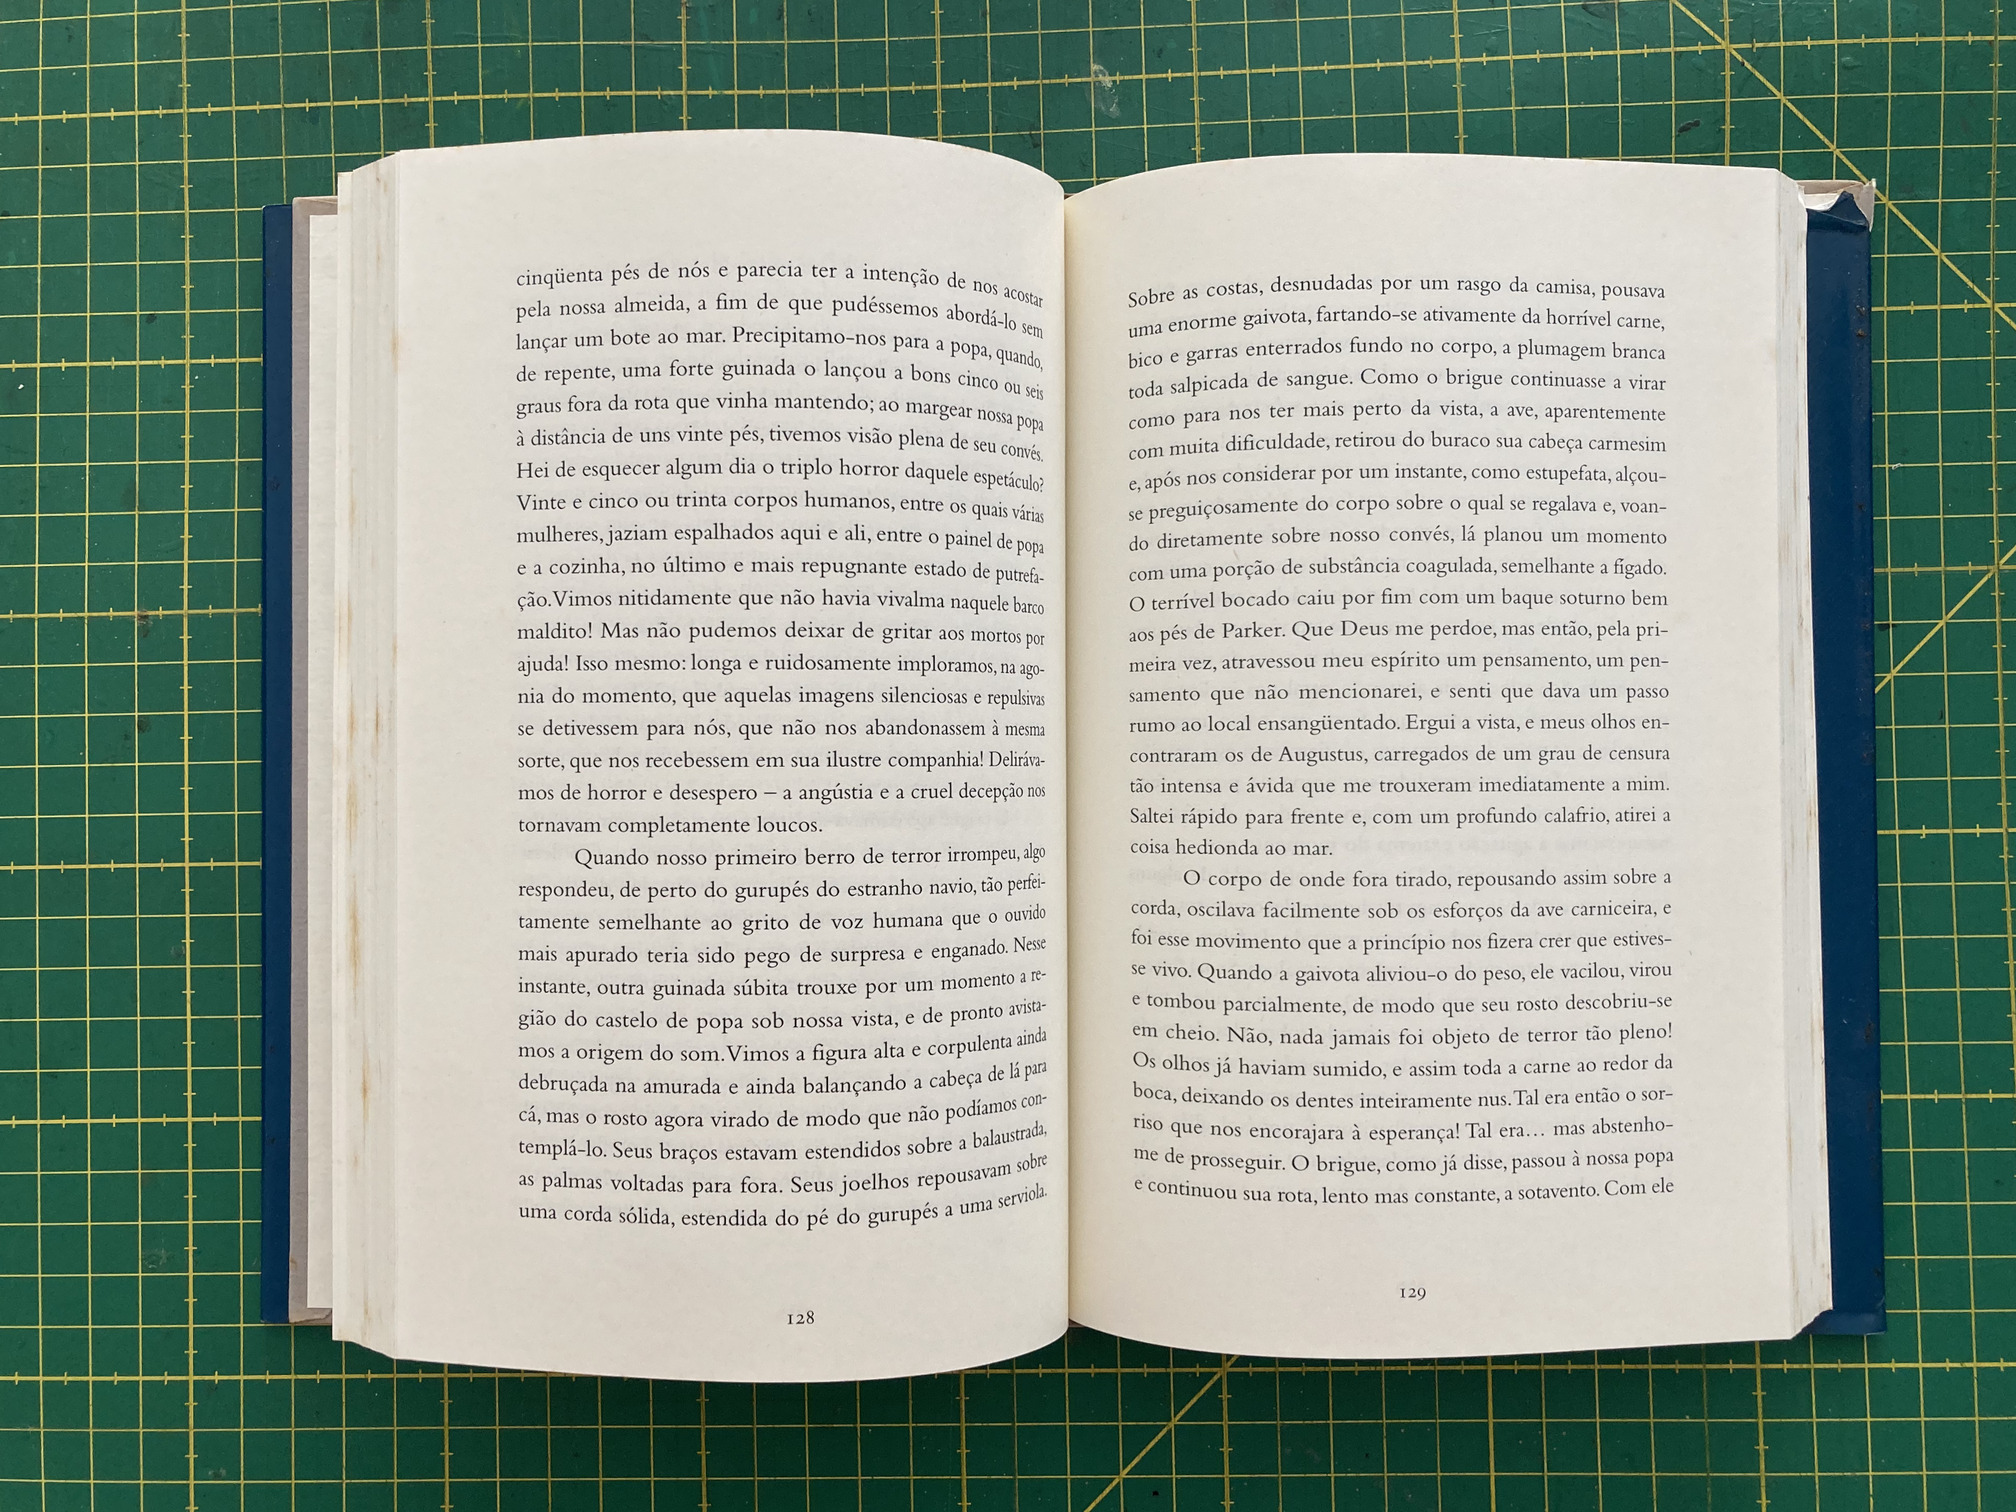 cinqüenta pés de nós e parecia ter a intenção de nos acostar
pela nossa almeida, a fim de que pudéssemos abordá-lo sem
lançar um bote ao mar. Precipitamo-nos para a popa, quando,
de repente, uma forte guinada o lançou a bons cinco ou seis
graus fora da rota que vinha mantendo; ao margear nossa popa
à distância de uns vinte pés, tivemos visão plena de seu convés.
Hei de esquecer algum dia o triplo horror daquele espetáculo?
Vinte e cinco ou trinta corpos humanos, entre os quais várias
mulheres, jaziam espalhados aqui e ali, entre o painel de popa
e a cozinha, no último e mais repugnante estado de putrefa-
ção. Vimos nitidamente que não havia vivalma naquele barco
maldito! Mas não pudemos deixar de gritar aos mortos por
ajuda! Isso mesmo: longa e ruidosamente imploramos, na ago-
nia do momento, que aquelas imagens silenciosas e repulsivas
se detivessem para nós, que não nos abandonassem à mesma
sorte, que nos recebessem em sua ilustre companhia! Deliráva-
mos de horror e desespero – a angústia e a cruel decepção nos
tornavam completamente loucos.
Quando nosso primeiro berro de terror irrompeu, algo
respondeu, de perto do gurupés do estranho navio, tão perfei-
tamente semelhante ao grito de voz humana que o ouvido
mais apurado teria sido pego de surpresa e enganado. Nesse
instante, outra guinada súbita trouxe por um momento a re-
gião do castelo de popa sob nossa vista, e de pronto avista-
mos a origem do som. Vimos a figura alta e corpulenta ainda
debruçada na amurada e ainda balançando a cabeça de lá para
cá, mas o rosto agora virado de modo que não podíamos con-
templá-lo. Seus braços estavam estendidos sobre a balaustrada,
as palmas voltadas para fora. Seus joelhos repousavam sobre
uma corda sólida, estendida do pé do gurupés a uma serviola.
128
Sobre as costas, desnudadas por um rasgo da camisa, pousava
uma enorme gaivota, fartando-se ativamente da horrível carne,
bico e garras enterrados fundo no corpo, a plumagem branca
toda salpicada de sangue. Como o brigue continuasse a virar
como para nos ter mais perto da vista, a ave, aparentemente
com muita dificuldade, retirou do buraco sua cabeça carmesim
e, após nos considerar por um instante, como estupefata, alçou-
se preguiçosamente do corpo sobre o qual se regalava e, voan-
do diretamente sobre nosso convés, lá planou um momento
com uma porção de substância coagulada, semelhante a fígado.
O terrível bocado caiu por fim com um baque soturno bem
aos pés de Parker. Que Deus me perdoe, mas então, pela pri-
meira vez, atravessou meu espírito um pensamento, um pen-
samento que não mencionarei, e senti que dava um passo
rumo ao local ensangüentado. Ergui a vista, e meus olhos en-
contraram os de Augustus, carregados de um grau de censura
tão intensa e ávida que me trouxeram imediatamente a mim.
Saltei rápido para frente e, com um profundo calafrio, atirei a
coisa hedionda ao mar.
O corpo de onde fora tirado, repousando assim sobre a
corda, oscilava facilmente sob os esforços da ave carniceira, e
foi esse movimento que a princípio nos fizera crer que estives-
se vivo. Quando a gaivota aliviou-o do peso, ele vacilou, virou
e tombou parcialmente, de modo que seu rosto descobriu-se
em cheio. Não, nada jamais foi objeto de terror tão pleno!
Os olhos já haviam sumido, e assim toda a carne ao redor da
boca, deixando os dentes inteiramente nus. Tal era então o sor-
riso que nos encorajara à esperança! Tal era... mas abstenho-
me de prosseguir. O brigue, como já disse, passou à nossa popa
e continuou sua rota, lento mas constante, a sotavento. Com ele
129